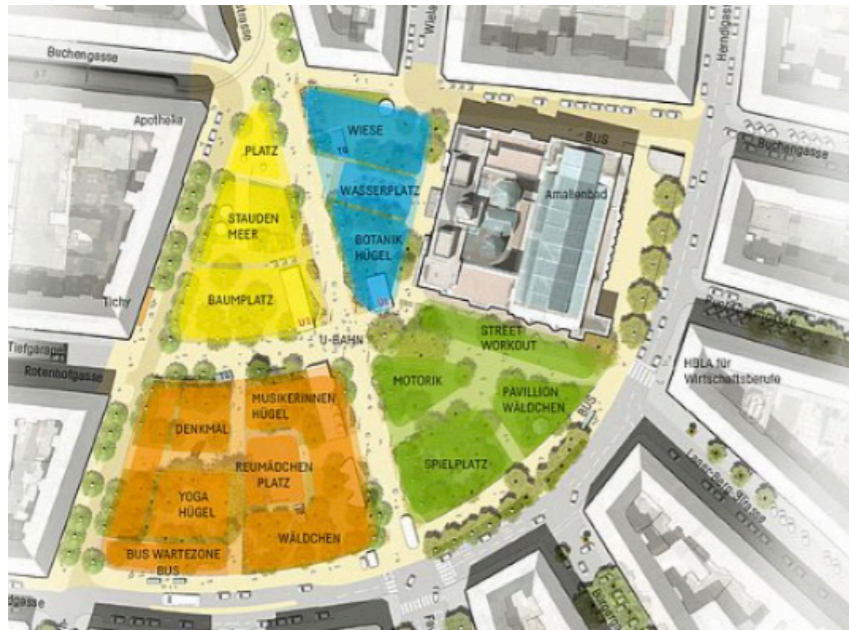 Buchengasse
Apotheke
PLATZ
WIESE
WASSERPLATZ
STAUDEN
MEER
BOTANIK
HÜGEL
BAUMPLATZ
U1
U1
U-BAHN
BUS
Amalienbad
Buchengasse
Tichy
Tiefgarage
Rotenhofgasse
STREET
WORKOUT
MOTORIK
PAVILLION
WÄLDCHEN
BUS
SPIELPLATZ
HBLA für
Wirtschaftsberufe
MUSIKERINNEN
HÜGEL
DENKMAL
REUMÄDCHEN
PLATZ
YOGA
HÜGEL
WÄLDCHEN
BUS WARTEZONE
BUS